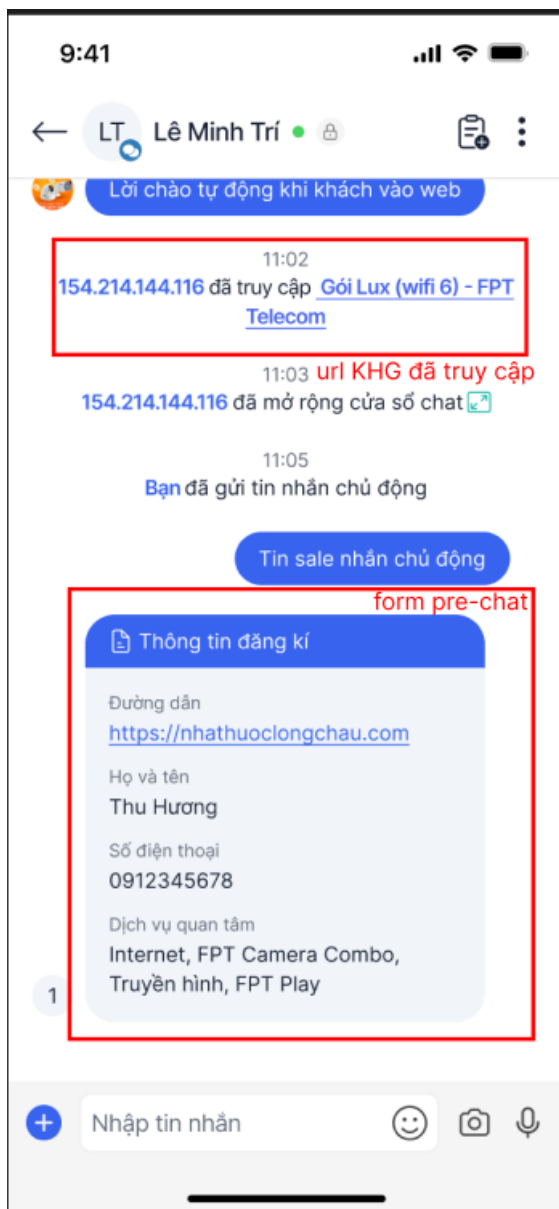 9:41
LT Lê Minh Trí
Lời chào tự động khi khách vào web
11:02
154.214.144.116 đã truy cập Gói Lux (wifi 6) - FPT
Telecom
11:03 url KHG đã truy cập
154.214.144.116 đã mở rộng cửa sổ chat
11:05
Bạn đã gửi tin nhắn chủ động
Tin sale nhắn chủ động
form pre-chat
Thông tin đăng kí
Đường dẫn
https://nhathuoclongchau.com
Họ và tên
Thu Hương
Số điện thoại
0912345678
Dịch vụ quan tâm
Internet, FPT Camera Combo,
Truyền hình, FPT Play
1
Nhập tin nhắn